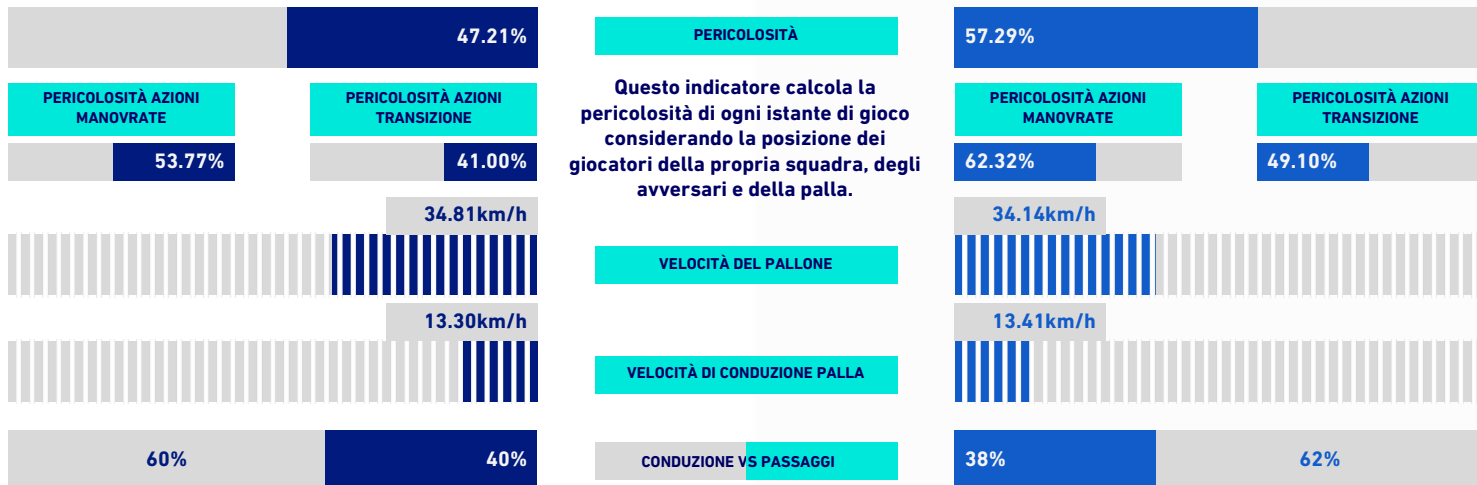 47.21%
PERICOLOSITÀ
57.29%
PERICOLOSITÀ AZIONI
MANOVRATE
PERICOLOSITÀ AZIONI
TRANSIZIONE
53.77%
41.00%
Questo indicatore calcola la
pericolosità di ogni istante di gioco
considerando la posizione dei
giocatori della propria squadra, degli
avversari e della palla.
PERICOLOSITÀ AZIONI
MANOVRATE
PERICOLOSITÀ AZIONI
TRANSIZIONE
62.32%
49.10%
34.81km/h
VELOCITÀ DEL PALLONE
34.14km/h
13.30km/h
VELOCITÀ DI CONDUZIONE PALLA
13.41km/h
60%
40%
CONDUZIONE VS PASSAGGI
38%
62%